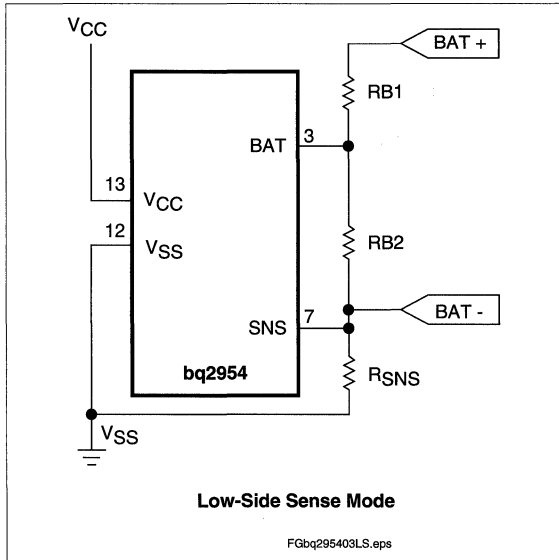 VCC
BAT +
RB1
3
BAT
13
VCC
12
VSS
RB2
BAT -
7
SNS
RSNS
bq2954
VSS
Low-Side Sense Mode
FGbq295403LS.eps